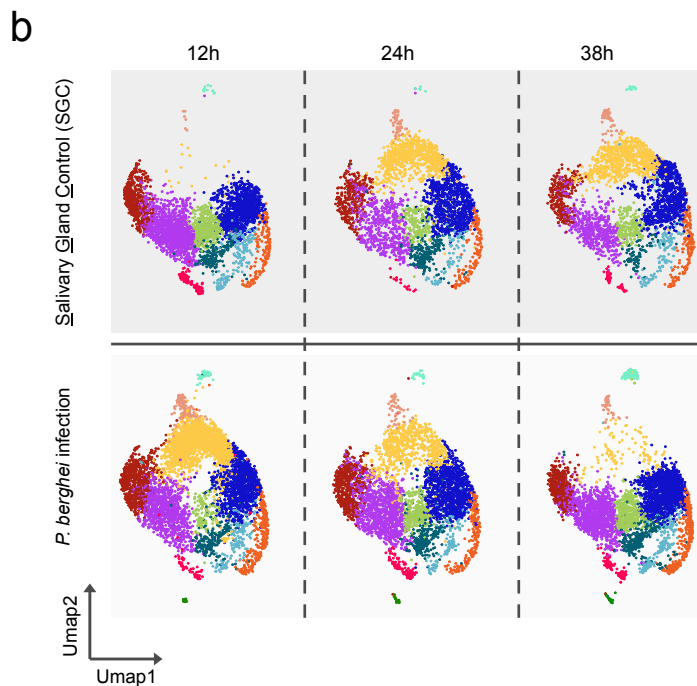 b
12h
24h
38h
Salivary Gland Control (SGC)
P. berghei infection
Umap2
Umap1